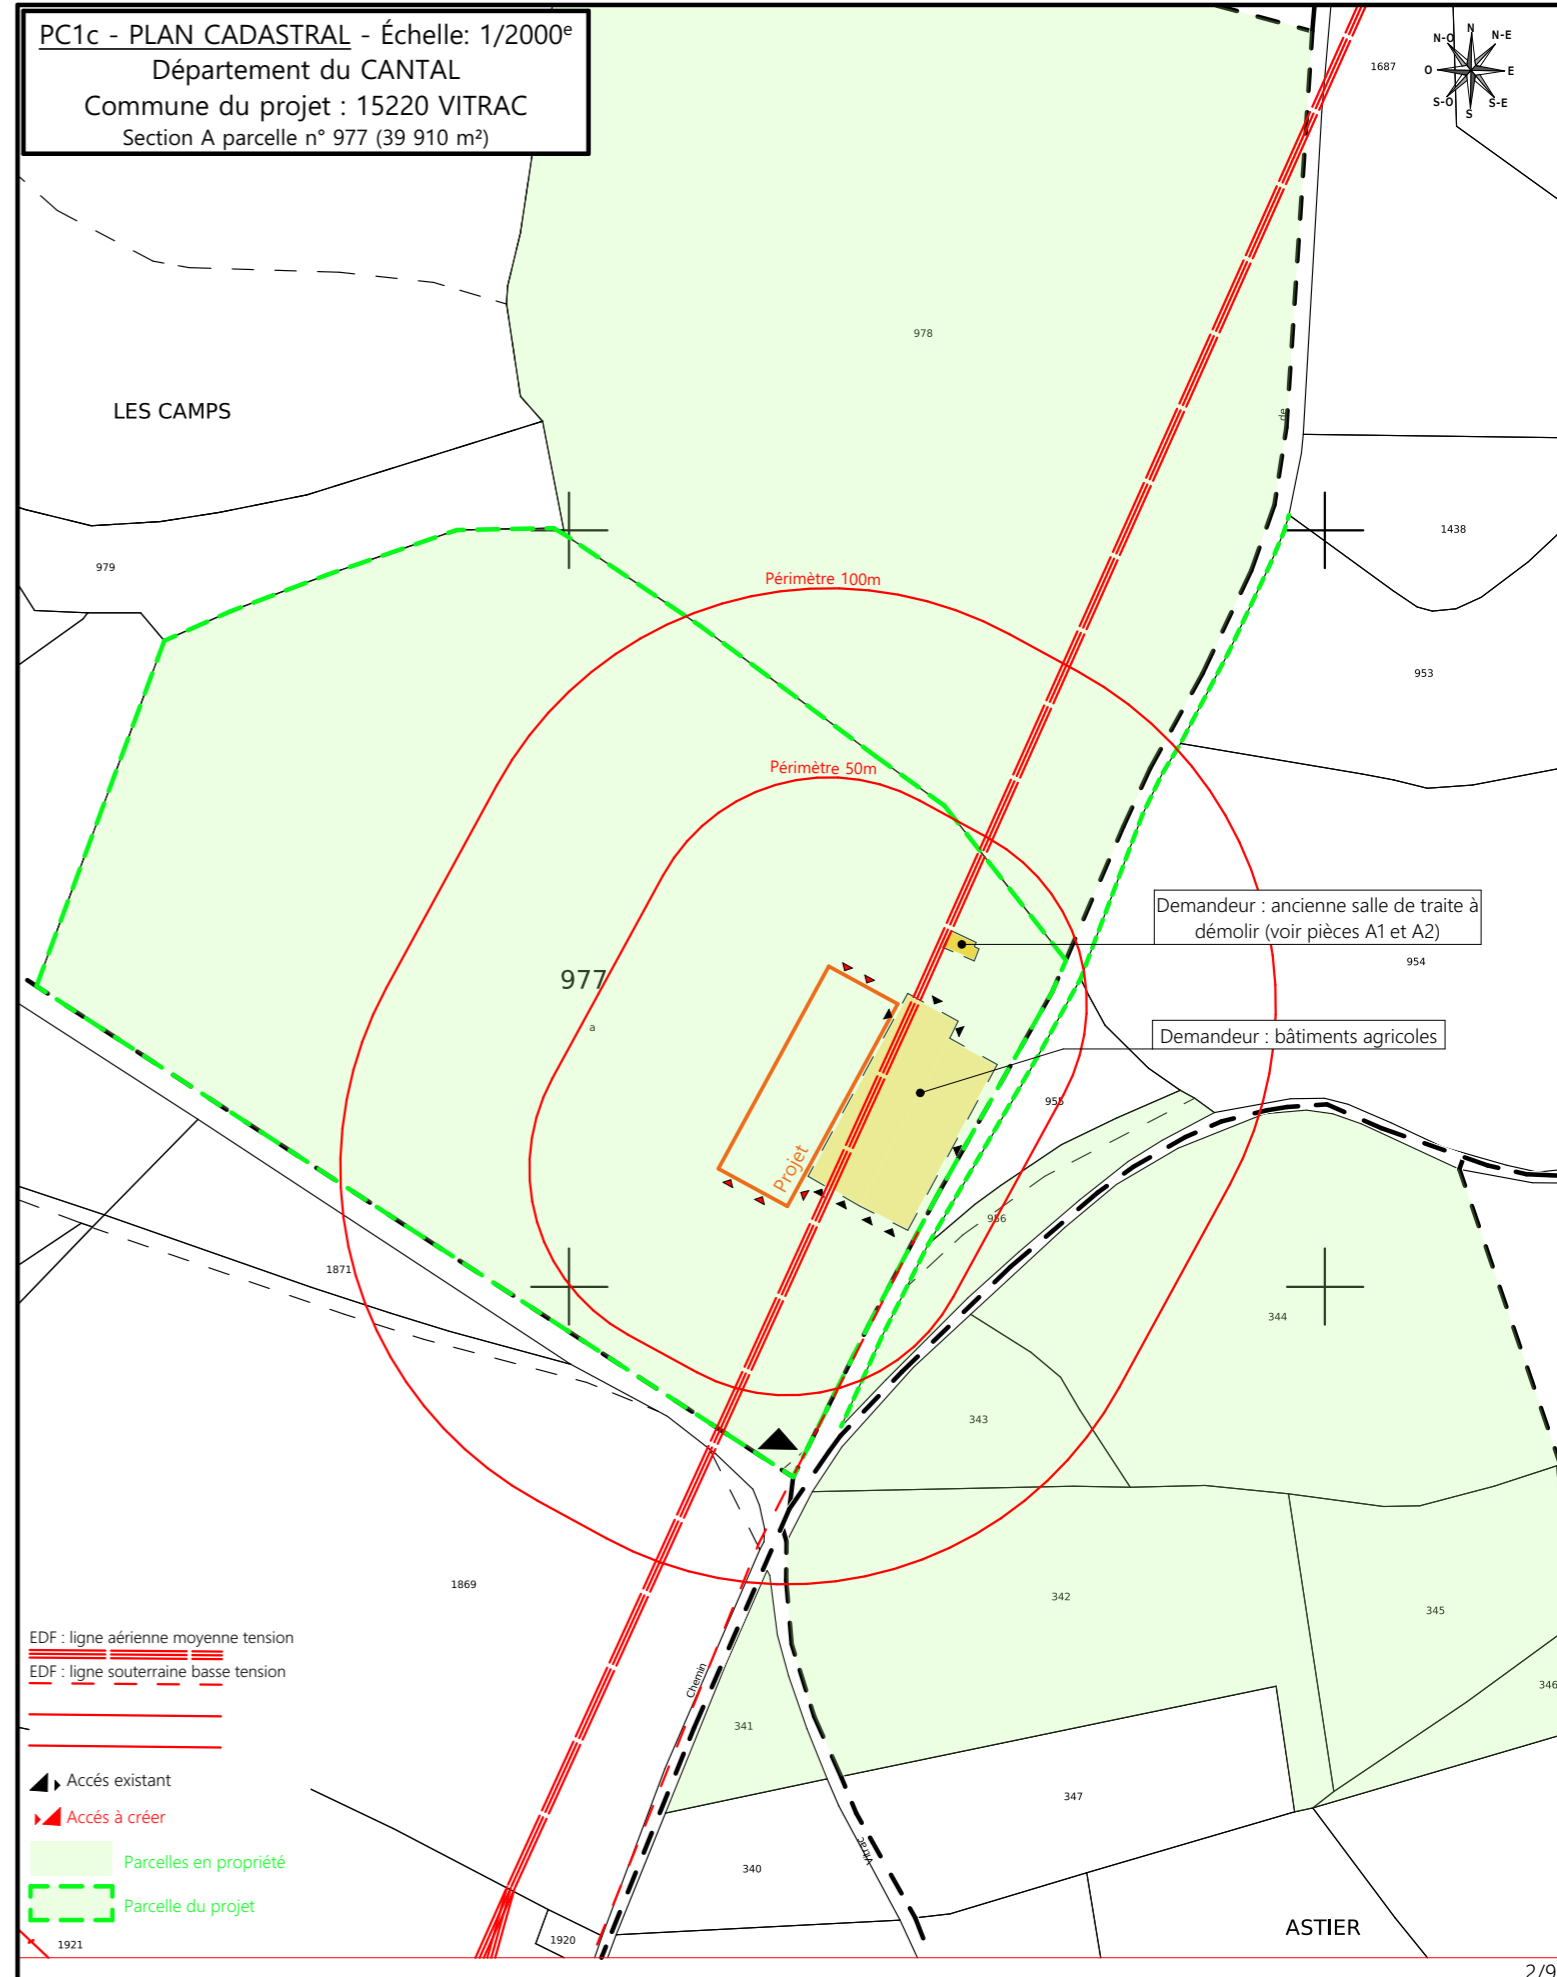 PC1c - PLAN CADASTRAL - Échelle: 1/2000e
Département du CANTAL
Commune du projet : 15220 VITRAC
Section A parcelle n° 977 (39 910 m²)
N
N-O
N-E
O
E
S-O
S-E
S
1687
978
LES CAMPS
de
1438
979
Périmètre 100m
953
Périmètre 50m
Demandeur : ancienne salle de traite à
démolir (voir pièces A1 et A2)
954
977
a
Demandeur : bâtiments agricoles
955
Projet
956
1871
344
343
1869
342
345
EDF : ligne aérienne moyenne tension
EDF : ligne souterraine basse tension
Chemin
346
341
Accés existant
347
Accés à créer
Vitrac
Parcelles en propriété
340
Parcelle du projet
ASTIER
1921
1920
2/9